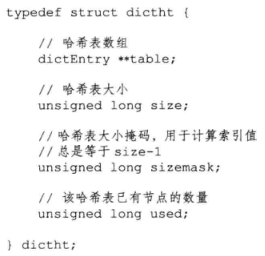 typedef struct dictht {
// 哈希表数组
dictEntry **table;
// 哈希表大小
unsigned long size;
// 哈希表大小掩码，用于计算索引值
// 总是等于 size-1
unsigned long sizemask;
// 该哈希表已有节点的数量
unsigned long used;
} dictht;